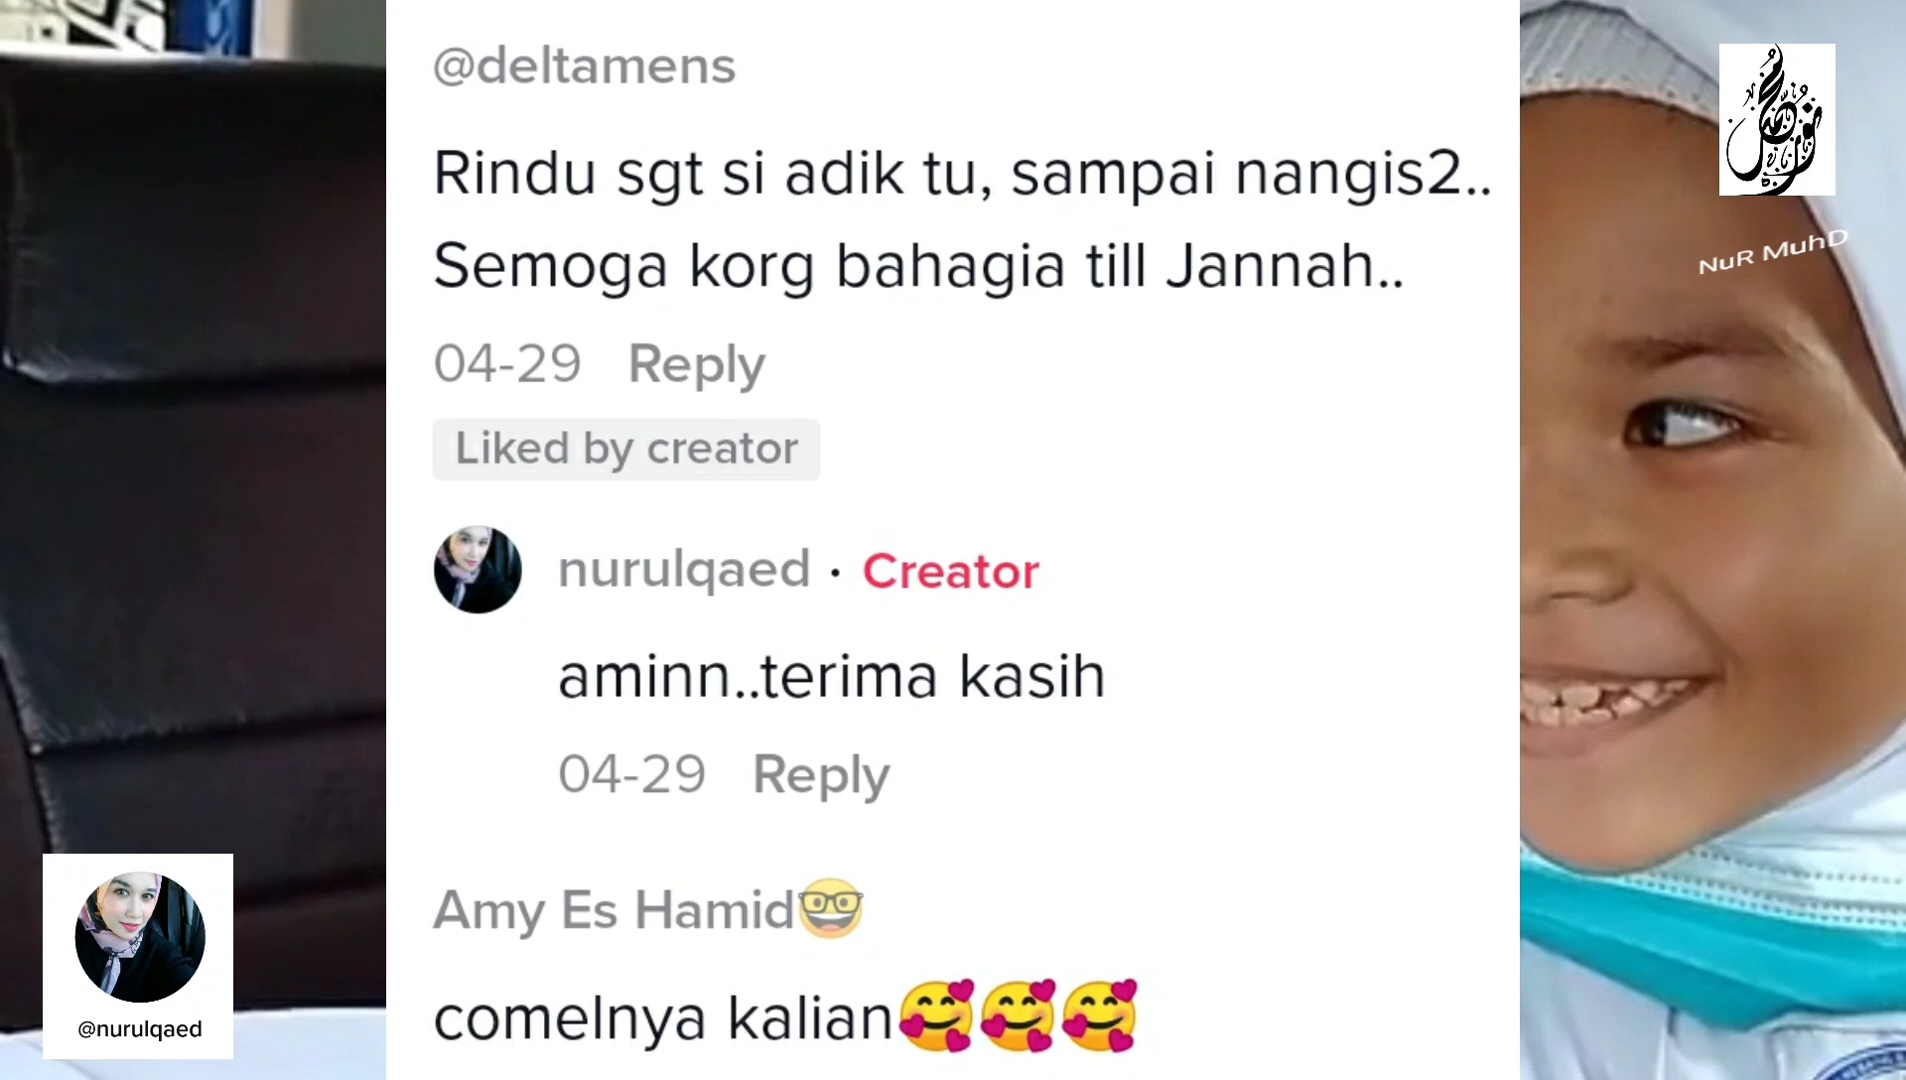 @deltamens
Rindu sgt si adik tu, sampai nangis2..
Semoga korg bahagia till Jannah..
04-29 Reply
Liked by creator
nurulqaed · Creator
aminn..terima kasih
04-29 Reply
Amy Es Hamid🤓
comelnya kalian🥰🥰🥰
NuR MuhD
@nurulqaed